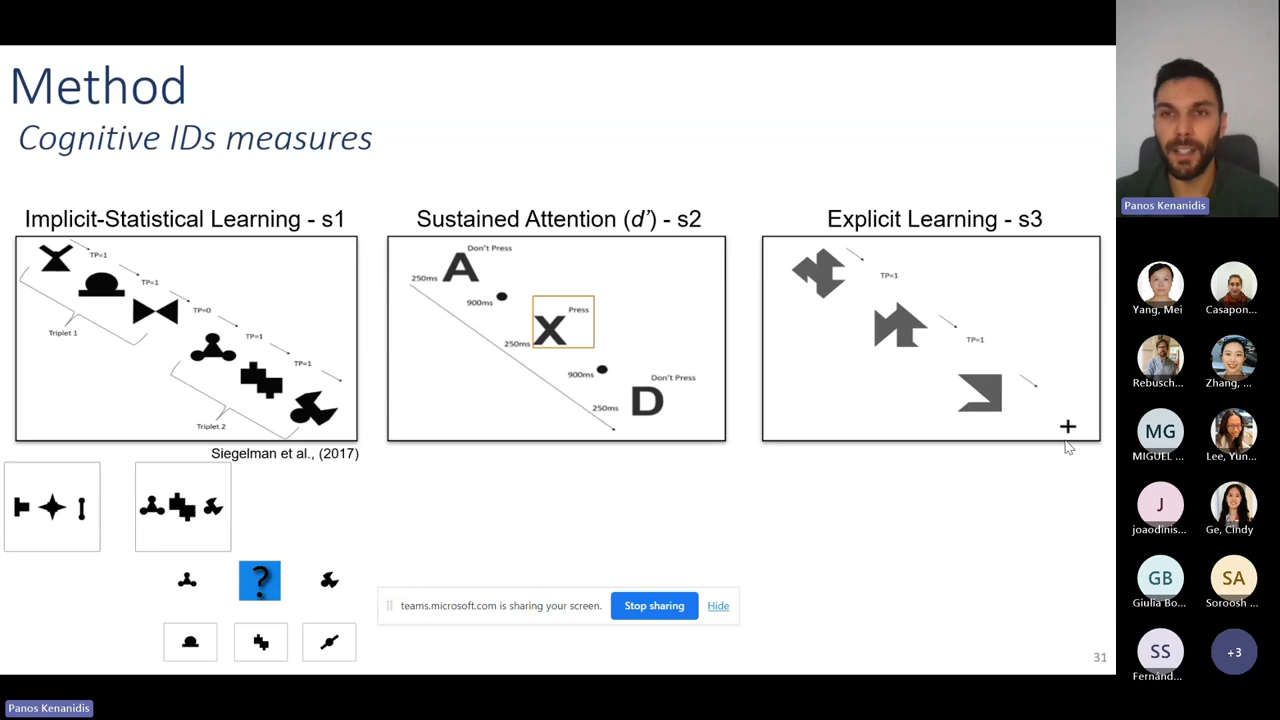 Method
Cognitive IDs measures
Implicit-Statistical Learning - s1
TP=1
TP=1
TP=0
TP=1
TP=1
Triplet 1
Triplet 2
Siegelman et al., (2017)
?
Sustained Attention (d’) - s2
Don't Press
A
250ms
900ms
Press
X
250ms
900ms
Don't Press
D
250ms
Explicit Learning - s3
TP=1
TP=1
+
teams.microsoft.com is sharing your screen.
Stop sharing
Hide
31
Panos Kenanidis
Panos Kenanidis
Yang, Mei
Casapon...
Rebusch...
Zhang, ...
MG
MIGUEL ...
Lee, Yun...
J
joaodinis...
Ge, Cindy
GB
Giulia Bo...
SA
Soroosh ...
SS
Fernánd...
+3